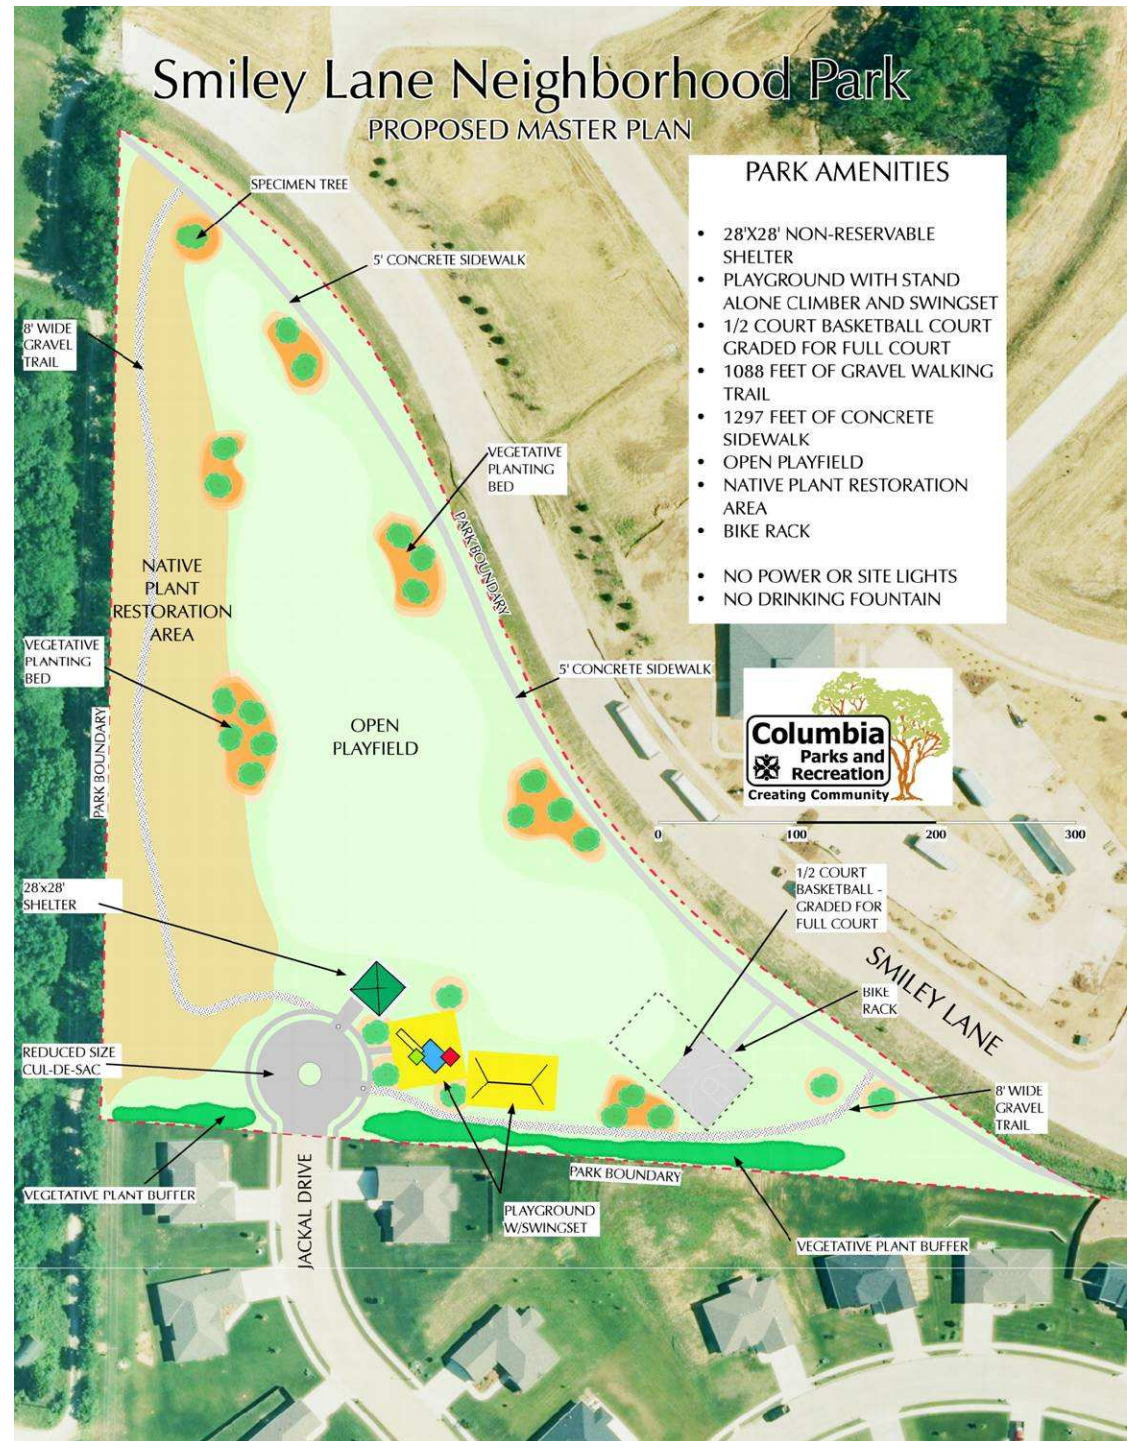 Smiley Lane Neighborhood Park
PROPOSED MASTER PLAN
PARK AMENITIES
• 28'X28' NON-RESERVABLE
SHELTER
• PLAYGROUND WITH STAND
ALONE CLIMBER AND SWINGSET
• 1/2 COURT BASKETBALL COURT
GRADED FOR FULL COURT
• 1088 FEET OF GRAVEL WALKING
TRAIL
• 1297 FEET OF CONCRETE
SIDEWALK
• OPEN PLAYFIELD
• NATIVE PLANT RESTORATION
AREA
• BIKE RACK
• NO POWER OR SITE LIGHTS
• NO DRINKING FOUNTAIN
SPECIMEN TREE
5' CONCRETE SIDEWALK
8' WIDE
GRAVEL
TRAIL
VEGETATIVE
PLANTING
BED
PARK BOUNDARY
NATIVE
PLANT
RESTORATION
AREA
VEGETATIVE
PLANTING
BED
5' CONCRETE SIDEWALK
PARK BOUNDARY
OPEN
PLAYFIELD
Columbia
Parks and
Recreation
Creating Community
0 100 200 300
28'x28'
SHELTER
1/2 COURT
BASKETBALL -
GRADED FOR
FULL COURT
SMILEY LANE
BIKE
RACK
REDUCED SIZE
CUL-DE-SAC
8' WIDE
GRAVEL
TRAIL
PARK BOUNDARY
VEGETATIVE PLANT BUFFER
JACKAL DRIVE
PLAYGROUND
W/SWINGSET
VEGETATIVE PLANT BUFFER